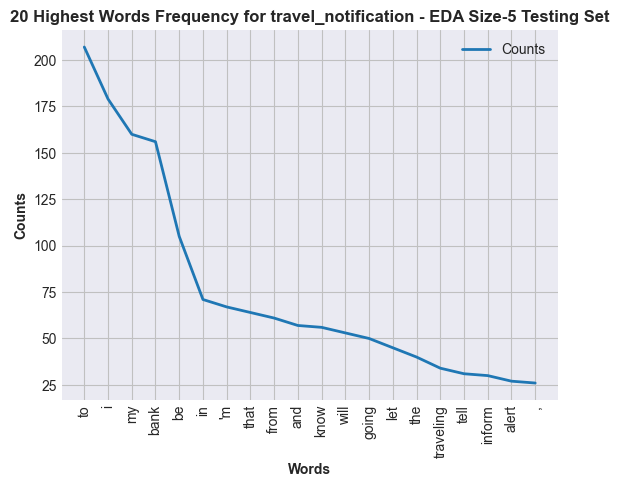 20 Highest Words Frequency for travel_notification - EDA Size-5 Testing Set
Counts
200
175
150
125
100
75
50
25
Counts
to
i
my
bank
be
in
'm
that
from
and
know
will
going
let
the
traveling
tell
inform
alert
,
Words